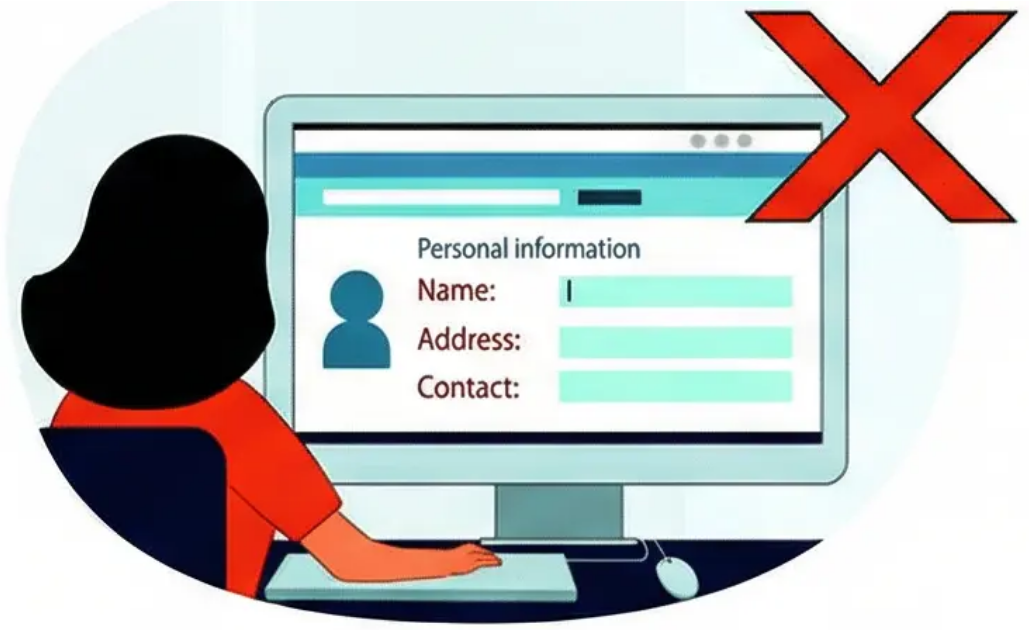 Personal information
Name:
Address:
Contact: